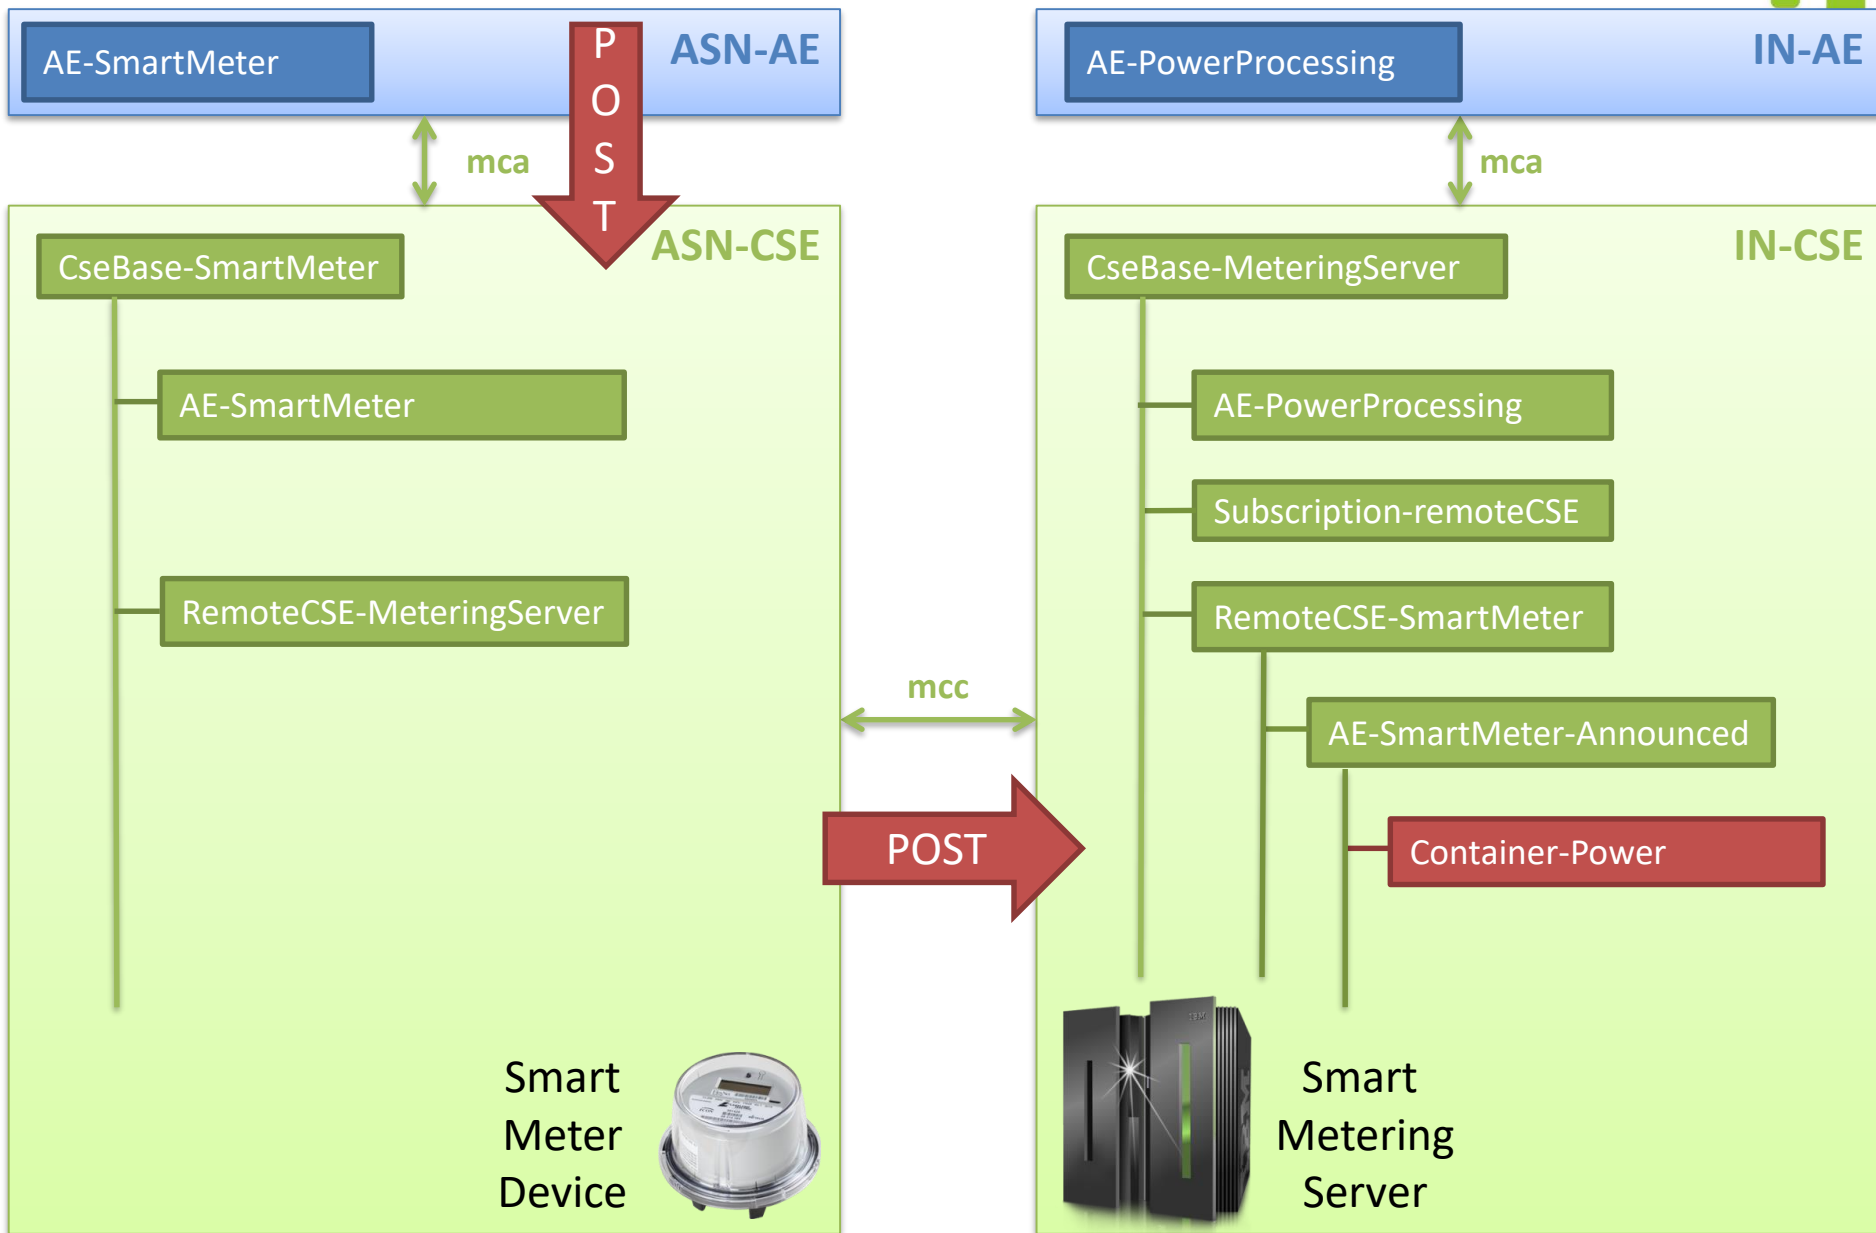 AE-SmartMeter
POST
ASN-AE
AE-PowerProcessing
IN-AE
mca
mca
CseBase-SmartMeter
ASN-CSE
CseBase-MeteringServer
IN-CSE
AE-SmartMeter
AE-PowerProcessing
Subscription-remoteCSE
RemoteCSE-MeteringServer
RemoteCSE-SmartMeter
mcc
AE-SmartMeter-Announced
POST
Container-Power
Smart
Meter
Device
Smart
Metering
Server
IBM